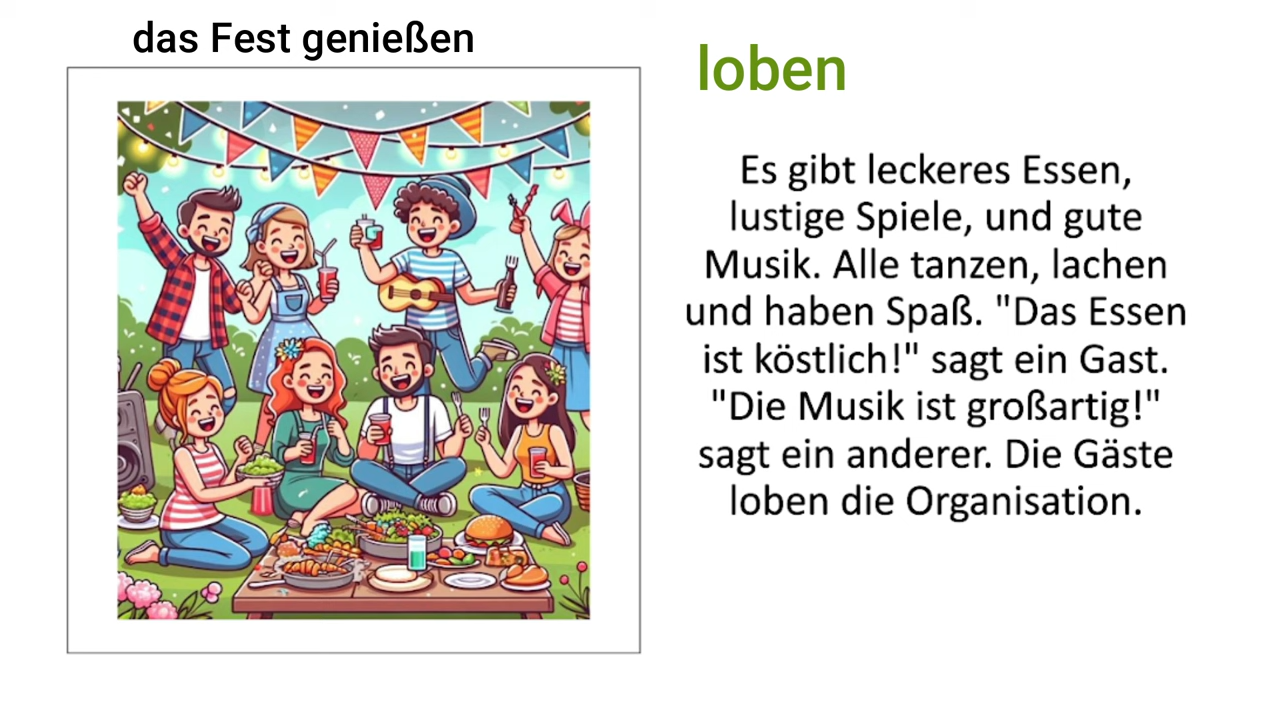 das Fest genießen
loben
Es gibt leckeres Essen,
lustige Spiele, und gute
Musik. Alle tanzen, lachen
und haben Spaß. "Das Essen
ist köstlich!" sagt ein Gast.
"Die Musik ist großartig!"
sagt ein anderer. Die Gäste
loben die Organisation.